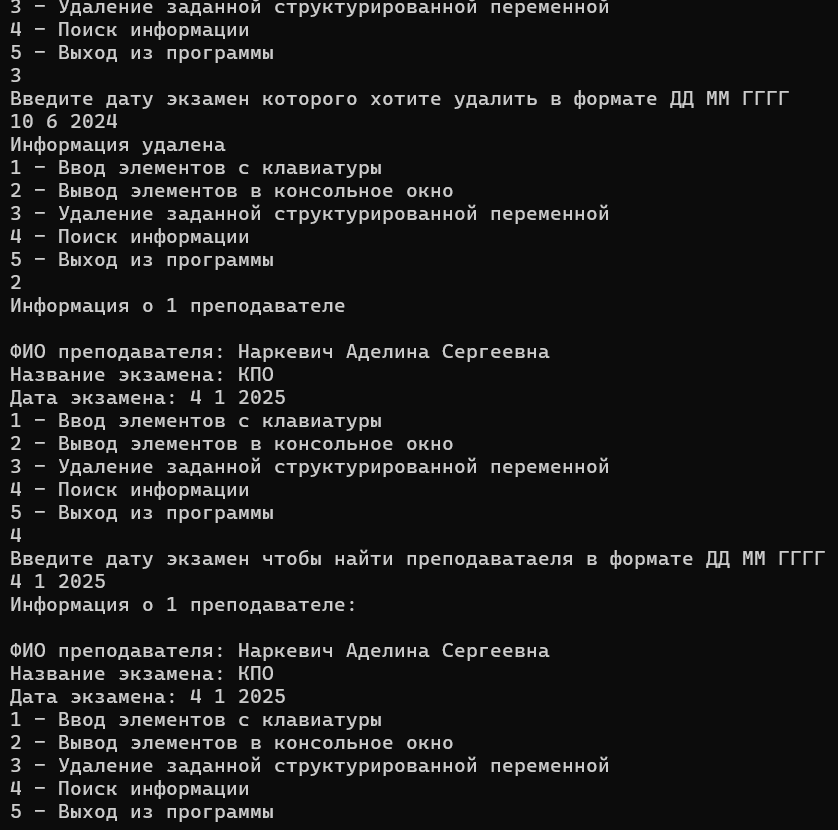 3 – Удаление заданной структурированной переменной
4 – Поиск информации
5 – Выход из программы
3
Введите дату экзамен которого хотите удалить в формате ДД ММ ГГГГ
10 6 2024
Информация удалена
1 – Ввод элементов с клавиатуры
2 – Вывод элементов в консольное окно
3 – Удаление заданной структурированной переменной
4 – Поиск информации
5 – Выход из программы
2
Информация о 1 преподавателе
ФИО преподавателя: Наркевич Аделина Сергеевна
Название экзамена: КПО
Дата экзамена: 4 1 2025
1 – Ввод элементов с клавиатуры
2 – Вывод элементов в консольное окно
3 – Удаление заданной структурированной переменной
4 – Поиск информации
5 – Выход из программы
4
Введите дату экзамен чтобы найти преподаватаеля в формате ДД ММ ГГГГ
4 1 2025
Информация о 1 преподавателе:
ФИО преподавателя: Наркевич Аделина Сергеевна
Название экзамена: КПО
Дата экзамена: 4 1 2025
1 – Ввод элементов с клавиатуры
2 – Вывод элементов в консольное окно
3 – Удаление заданной структурированной переменной
4 – Поиск информации
5 – Выход из программы